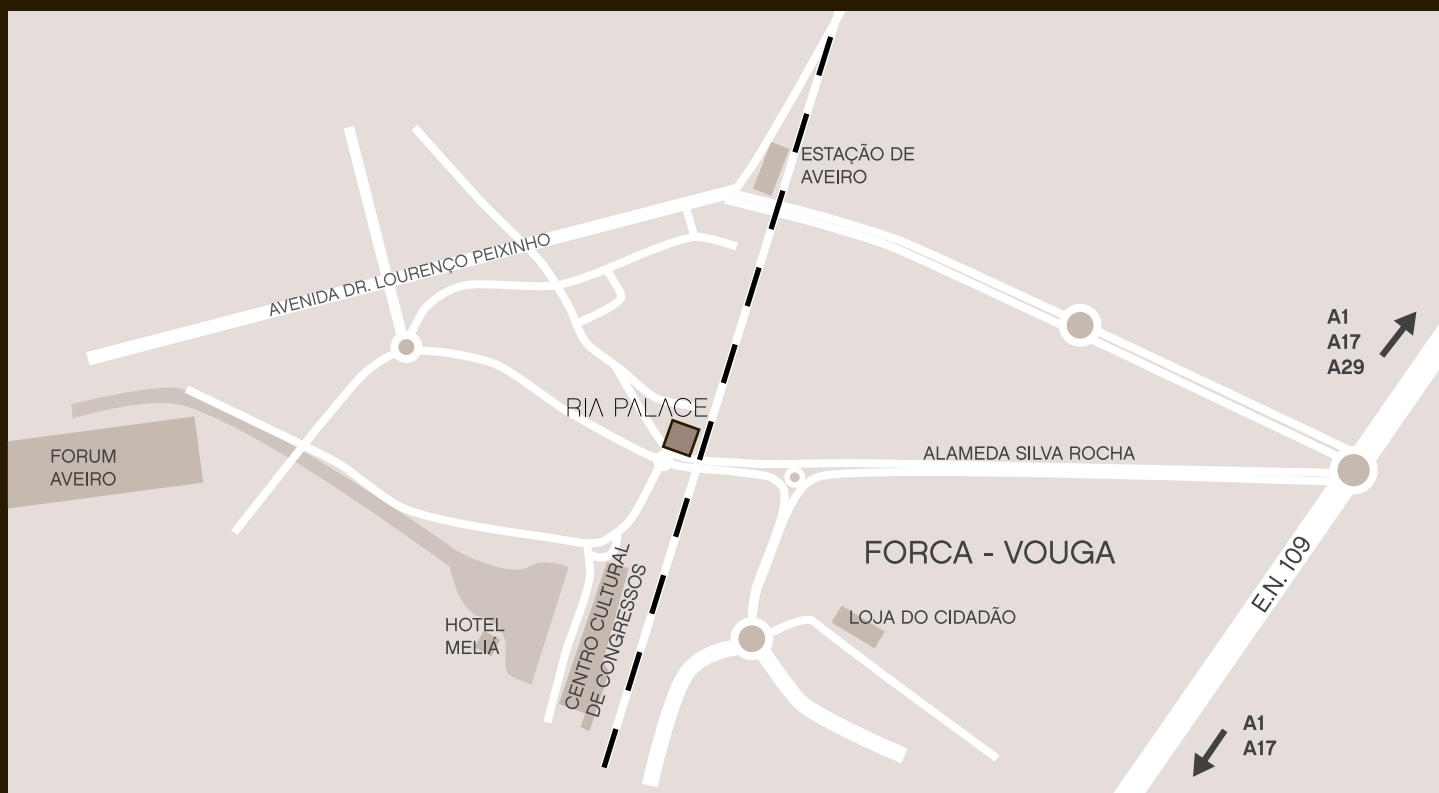 ESTAÇÃO DE
AVEIRO
AVENIDA DR. LOURENÇO PEIXINHO
A1
A17
A29
RIA PALACE
FORUM
AVEIRO
ALAMEDA SILVA ROCHA
FORCA - VOUGA
E.N. 109
HOTEL
MELIÁ
CENTRO CULTURAL
DE CONGRESSOS
LOJA DO CIDADÃO
A1
A17